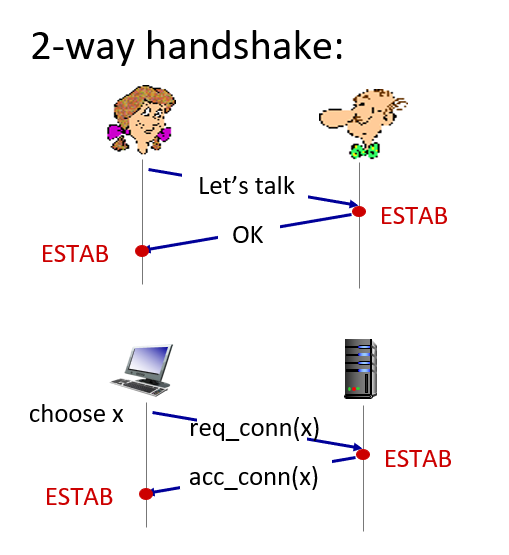 2-way handshake:
Let's talk
ESTAB
OK
ESTAB
choose x
req_conn(x)
ESTAB
acc_conn(x)
ESTAB